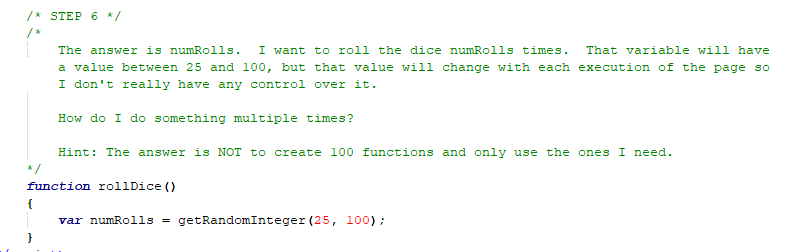 /* STEP 6 */
/*
The answer is numRolls.  I want to roll the dice numRolls times.  That variable will have
a value between 25 and 100, but that value will change with each execution of the page so
I don't really have any control over it.
How do I do something multiple times?
Hint: The answer is NOT to create 100 functions and only use the ones I need.
*/
function rollDice()
{
var numRolls = getRandomInteger(25, 100);
}